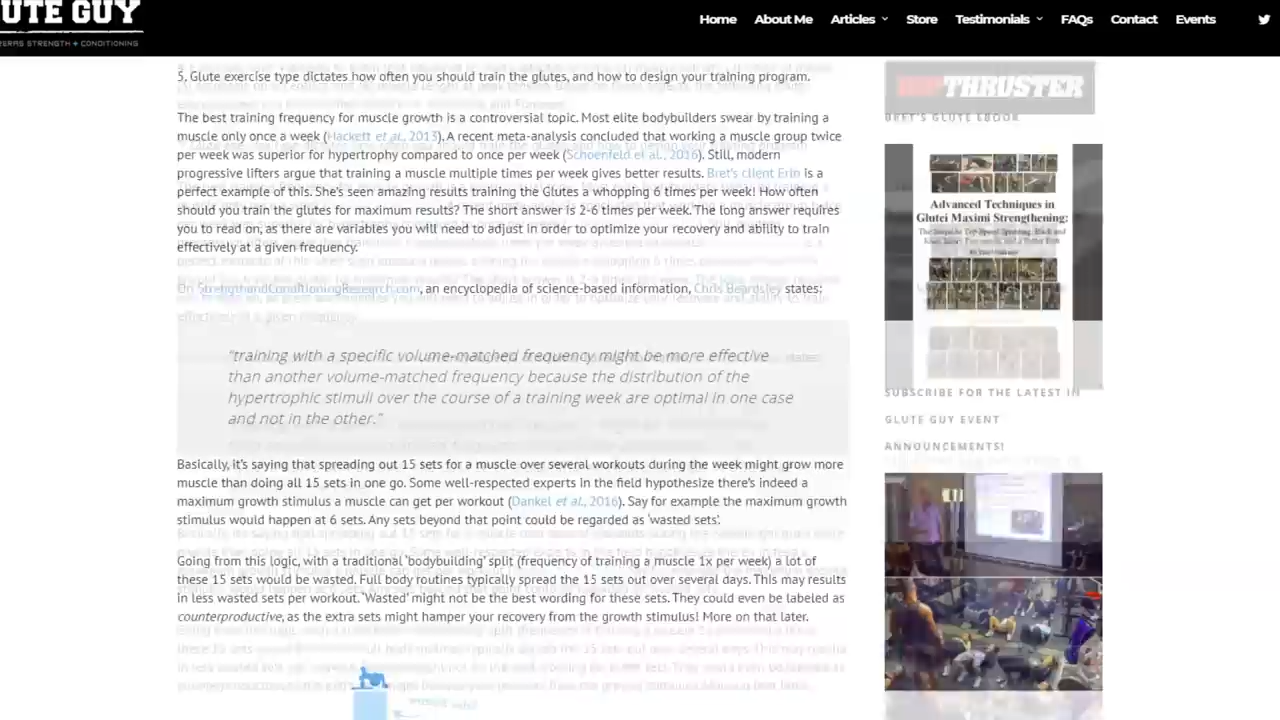 UTE GUY
STRENGTH + CONDITIONING
Home About Me Articles Store Testimonials FAQs Contact Events
5, Glute exercise type dictates how often you should train the glutes, and how to design your training program.
The best training frequency for muscle growth is a controversial topic. Most elite bodybuilders swear by training a
muscle only once a week (Hackett et al., 2013). A recent meta-analysis concluded that working a muscle group twice
per week was superior for hypertrophy compared to once per week (Schoenfeld et al., 2016). Still, modern
progressive lifters argue that training a muscle multiple times per week gives better results. Bret's client Erin is a
perfect example of this. She's seen amazing results training the Glutes a whopping 6 times per week! How often
should you train the glutes for maximum results? The short answer is 2-6 times per week. The long answer requires
you to read on, as there are variables you will need to adjust in order to optimize your recovery and ability to train
effectively at a given frequency.
On StrengthandConditioningResearch.com, an encyclopedia of science-based information, Chris Beardsley states:
"training with a specific volume-matched frequency might be more effective
than another volume-matched frequency because the distribution of the
hypertrophic stimuli over the course of a training week are optimal in one case
and not in the other."
Basically, it's saying that spreading out 15 sets for a muscle over several workouts during the week might grow more
muscle than doing all 15 sets in one go. Some well-respected experts in the field hypothesize there's indeed a
maximum growth stimulus a muscle can get per workout (Dankel et al., 2016). Say for example the maximum growth
stimulus would happen at 6 sets. Any sets beyond that point could be regarded as 'wasted sets'.
Going from this logic, with a traditional 'bodybuilding' split (frequency of training a muscle 1x per week) a lot of
these 15 sets would be wasted. Full body routines typically spread the 15 sets out over several days. This may results
in less wasted sets per workout. 'Wasted' might not be the best wording for these sets. They could even be labeled as
counterproductive, as the extra sets might hamper your recovery from the growth stimulus! More on that later.
THRUSTER
BRET'S GLUTE EBOOK
Advanced Techniques in
Glutei Maximi Strengthening:
SUBSCRIBE FOR THE LATEST IN
GLUTE GUY EVENT
ANNOUNCEMENTS!